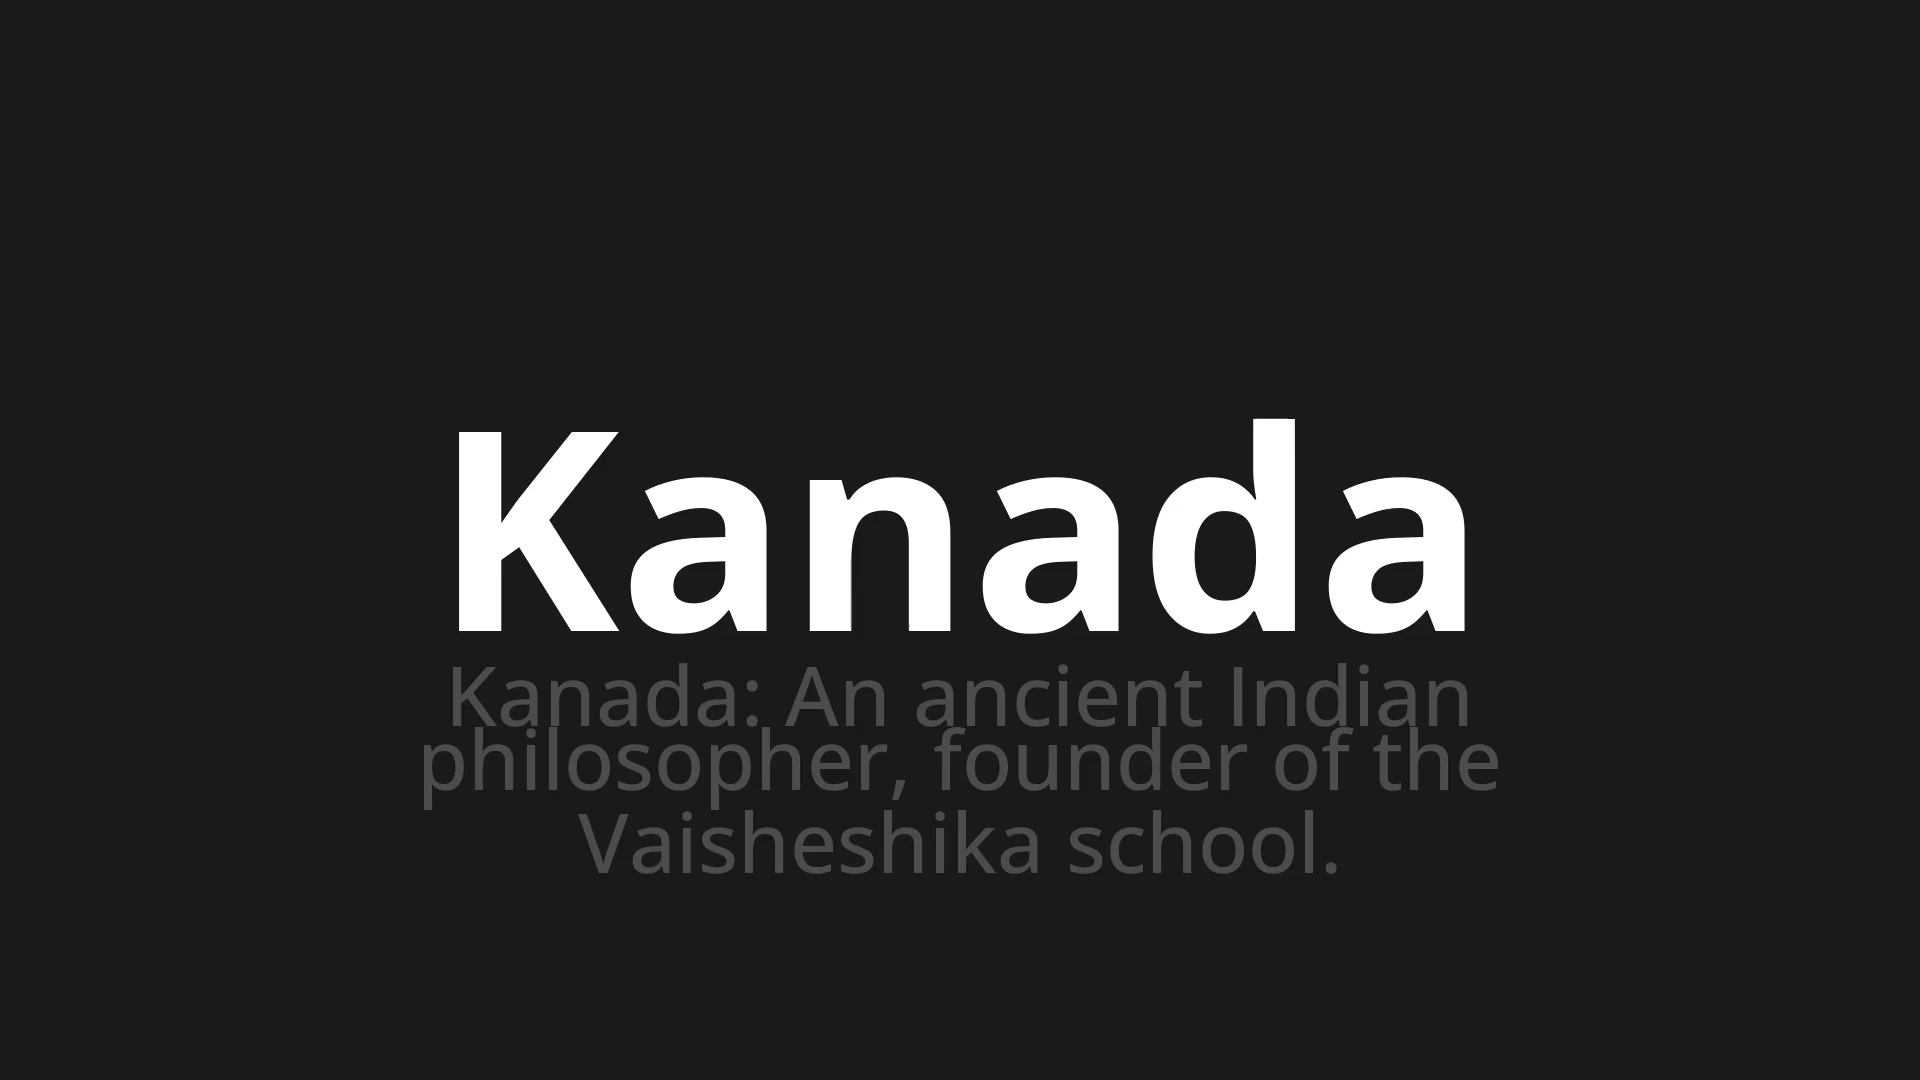 Kanada
Kanada: An ancient Indian
philosopher, founder of the
Vaisheshika school.